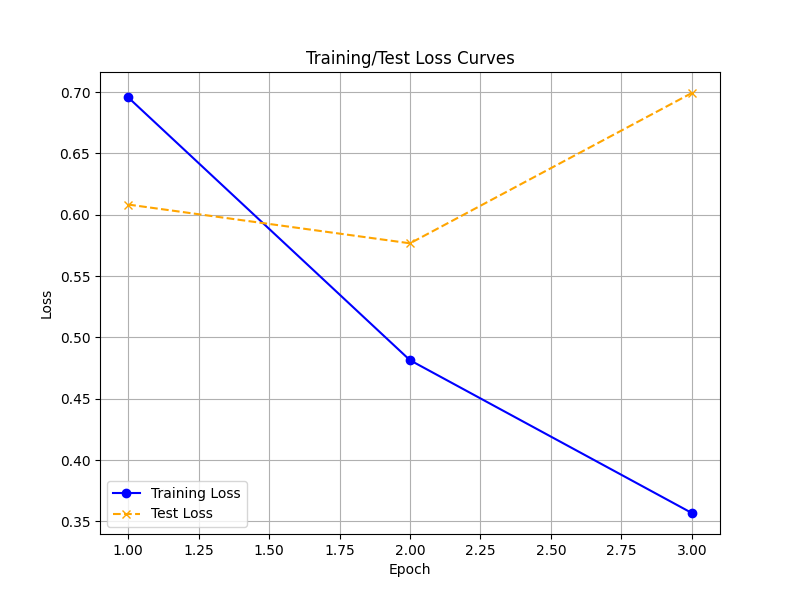 Training/Test Loss Curves
0.70
0.65
0.60
0.55
0.50
0.45
0.40
0.35
Loss
Training Loss
Test Loss
1.00 1.25 1.50 1.75 2.00 2.25 2.50 2.75 3.00
Epoch